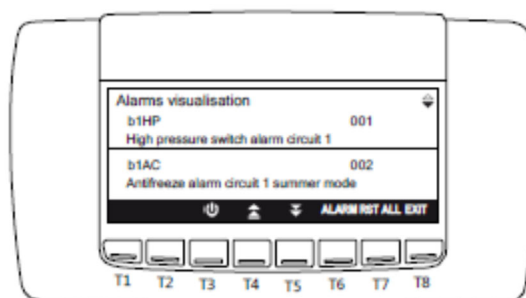 Alarms visualisation
b1HP 001
High pressure switch alarm circuit 1
b1AC 002
Antifreeze alarm circuit 1 summer mode
ALARM RST ALL EXIT
T1 T2 T3 T4 T5 T6 T7 T8